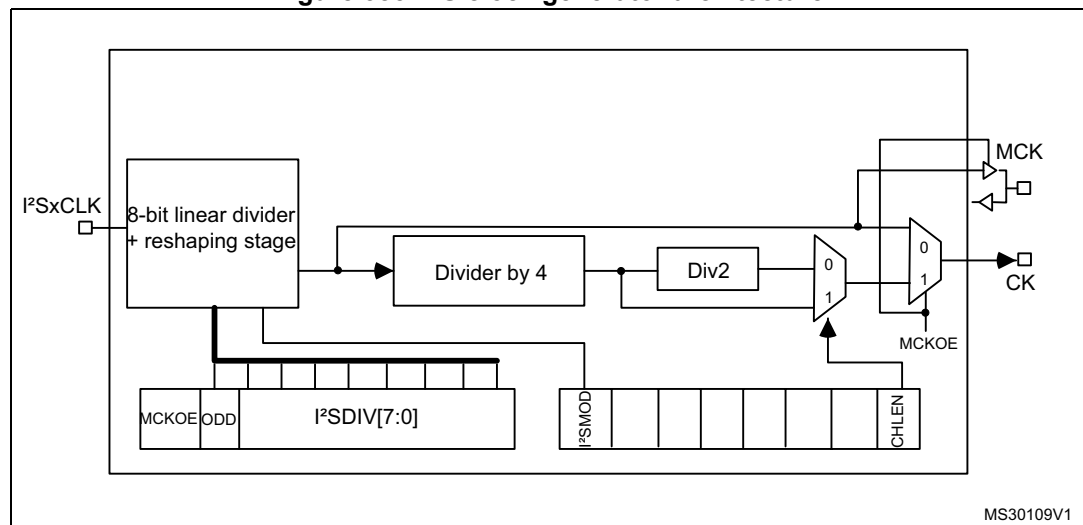 MCK
I²SxCLK
8-bit linear divider
+ reshaping stage
0
0
Divider by 4
Div2
1
1
CK
MCKOE
MCKOE
ODD
I²SDIV[7:0]
I²SMOD
CHLEN
MS30109V1